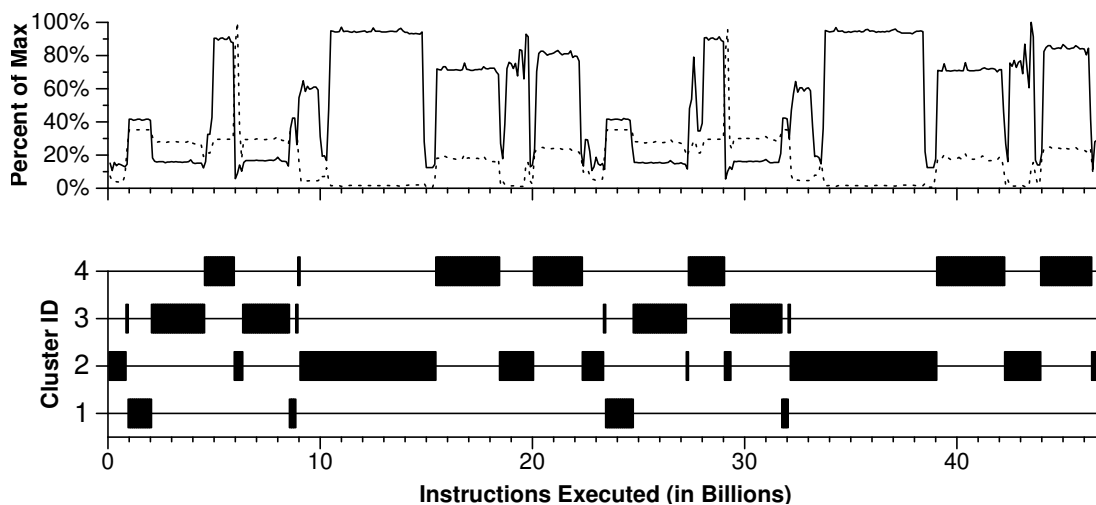 Percent of Max
100%
80%
60%
40%
20%
0%
Cluster ID
4
3
2
1
0 10 20 30 40
Instructions Executed (in Billions)